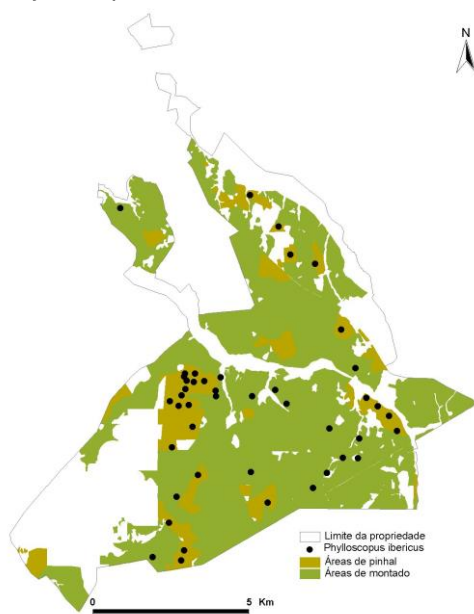 N
Limite da propriedade
Phylloscopus ibericus
Áreas de pinhal
Áreas de montado
0 5 Km